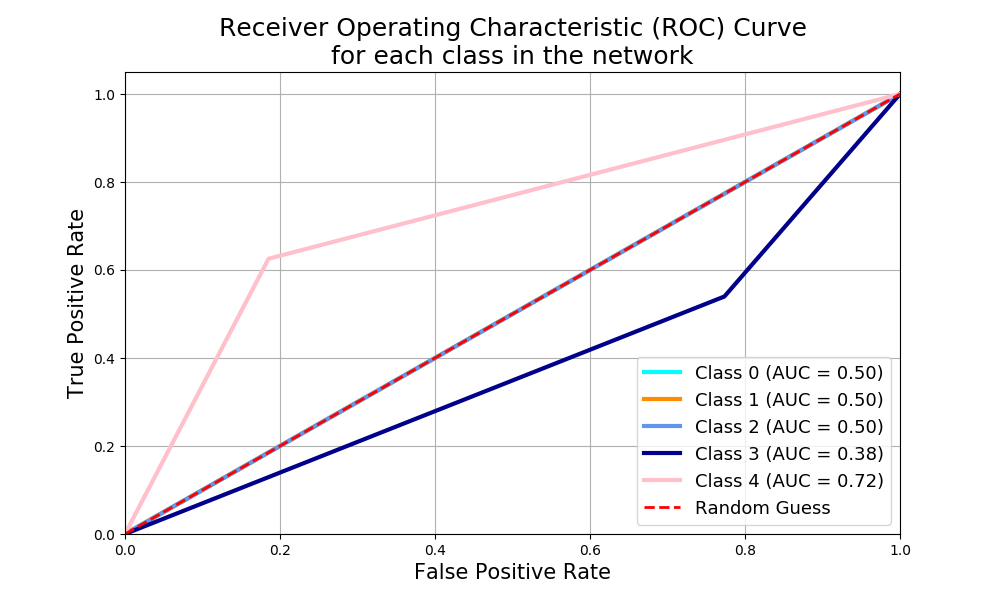 Receiver Operating Characteristic (ROC) Curve
for each class in the network
True Positive Rate
1.0
0.8
0.6
0.4
0.2
0.0
0.0 0.2 0.4 0.6 0.8 1.0
False Positive Rate
Class 0 (AUC = 0.50)
Class 1 (AUC = 0.50)
Class 2 (AUC = 0.50)
Class 3 (AUC = 0.38)
Class 4 (AUC = 0.72)
Random Guess